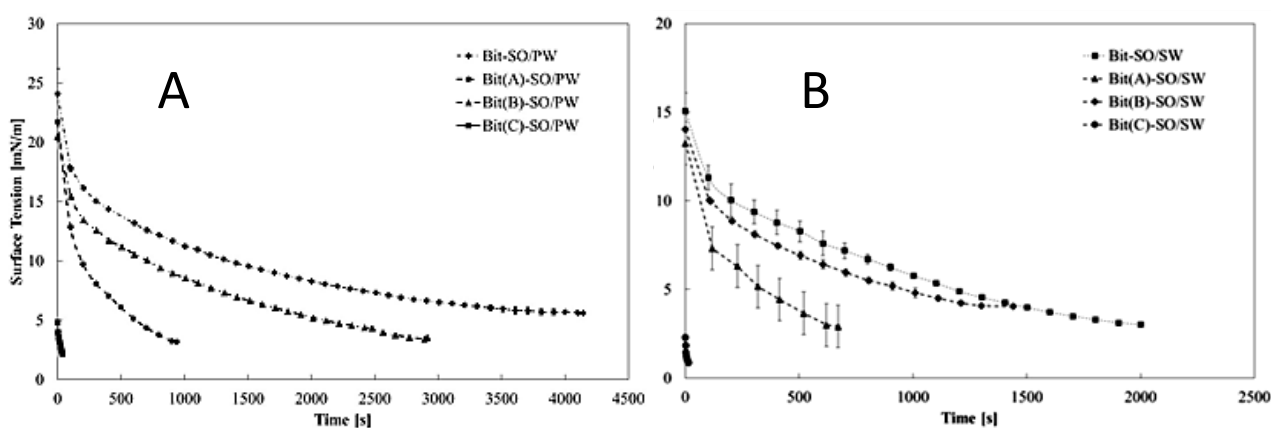 A
Surface Tension [mN/m]
30
25
20
15
10
5
0
Bit-SO/PW
Bit(A)-SO/PW
Bit(B)-SO/PW
Bit(C)-SO/PW
0 500 1000 1500 2000 2500 3000 3500 4000 4500
Time [s]
B
20
15
10
5
0
Bit-SO/SW
Bit(A)-SO/SW
Bit(B)-SO/SW
Bit(C)-SO/SW
0 500 1000 1500 2000 2500
Time [s]